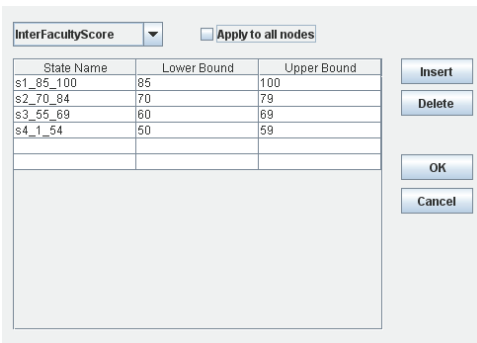 InterFacultyScore Apply to all nodes
State Name Lower Bound Upper Bound
s1_85_100 85 100
s2_70_84 70 79
s3_55_69 60 69
s4_1_54 50 59
Insert
Delete
OK
Cancel